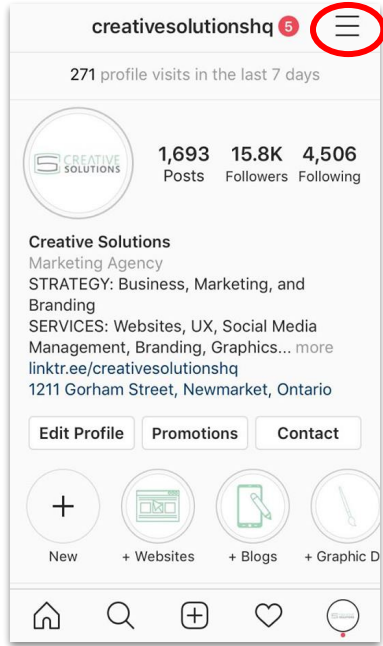 creativesolutionshq 5
271 profile visits in the last 7 days
CREATIVE
SOLUTIONS
1,693 15.8K 4,506
Posts Followers Following
Creative Solutions
Marketing Agency
STRATEGY: Business, Marketing, and
Branding
SERVICES: Websites, UX, Social Media
Management, Branding, Graphics... more
linktr.ee/creativesolutionshq
1211 Gorham Street, Newmarket, Ontario
Edit Profile Promotions Contact
New + Websites + Blogs + Graphic D